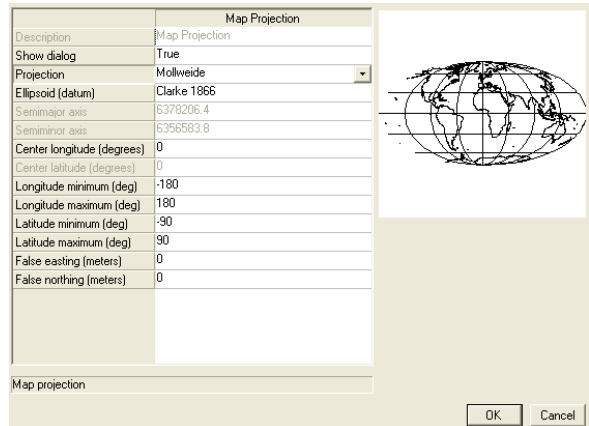 Map Projection
Description Map Projection
Show dialog True
Projection Mollweide
Ellipsoid (datum) Clarke 1866
Semimajor axis 6378206.4
Semiminor axis 6356583.8
Center longitude (degrees) 0
Center latitude (degrees) 0
Longitude minimum (deg) -180
Longitude maximum (deg) 180
Latitude minimum (deg) -90
Latitude maximum (deg) 90
False easting (meters) 0
False northing (meters) 0
Map projection
OK Cancel